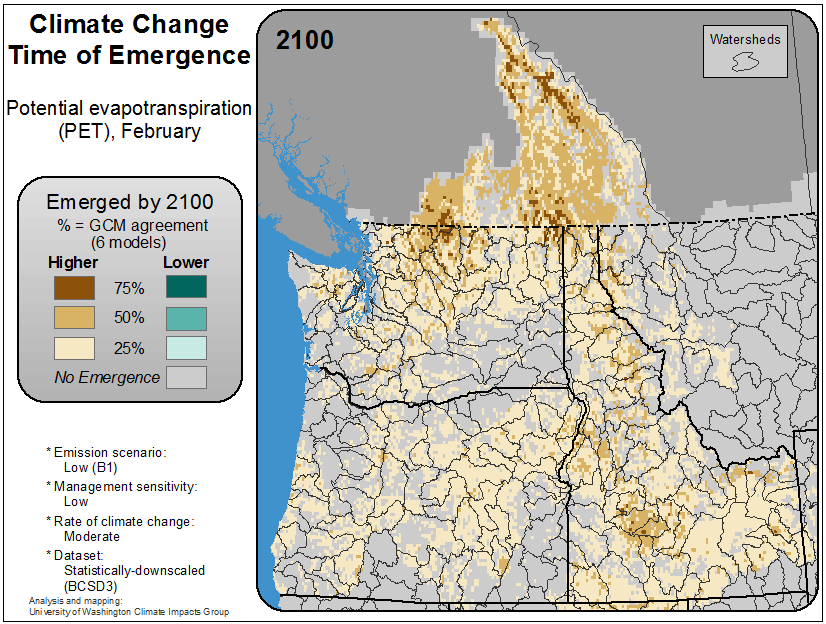 Climate Change
Time of Emergence
Potential evapotranspiration
(PET), February
Emerged by 2100
% = GCM agreement
(6 models)
Higher Lower
75%
50%
25%
No Emergence
* Emission scenario:
Low (B1)
* Management sensitivity:
Low
* Rate of climate change:
Moderate
* Dataset:
Statistically-downscaled
(BCSD3)
Analysis and mapping:
University of Washington Climate Impacts Group
2100
Watersheds